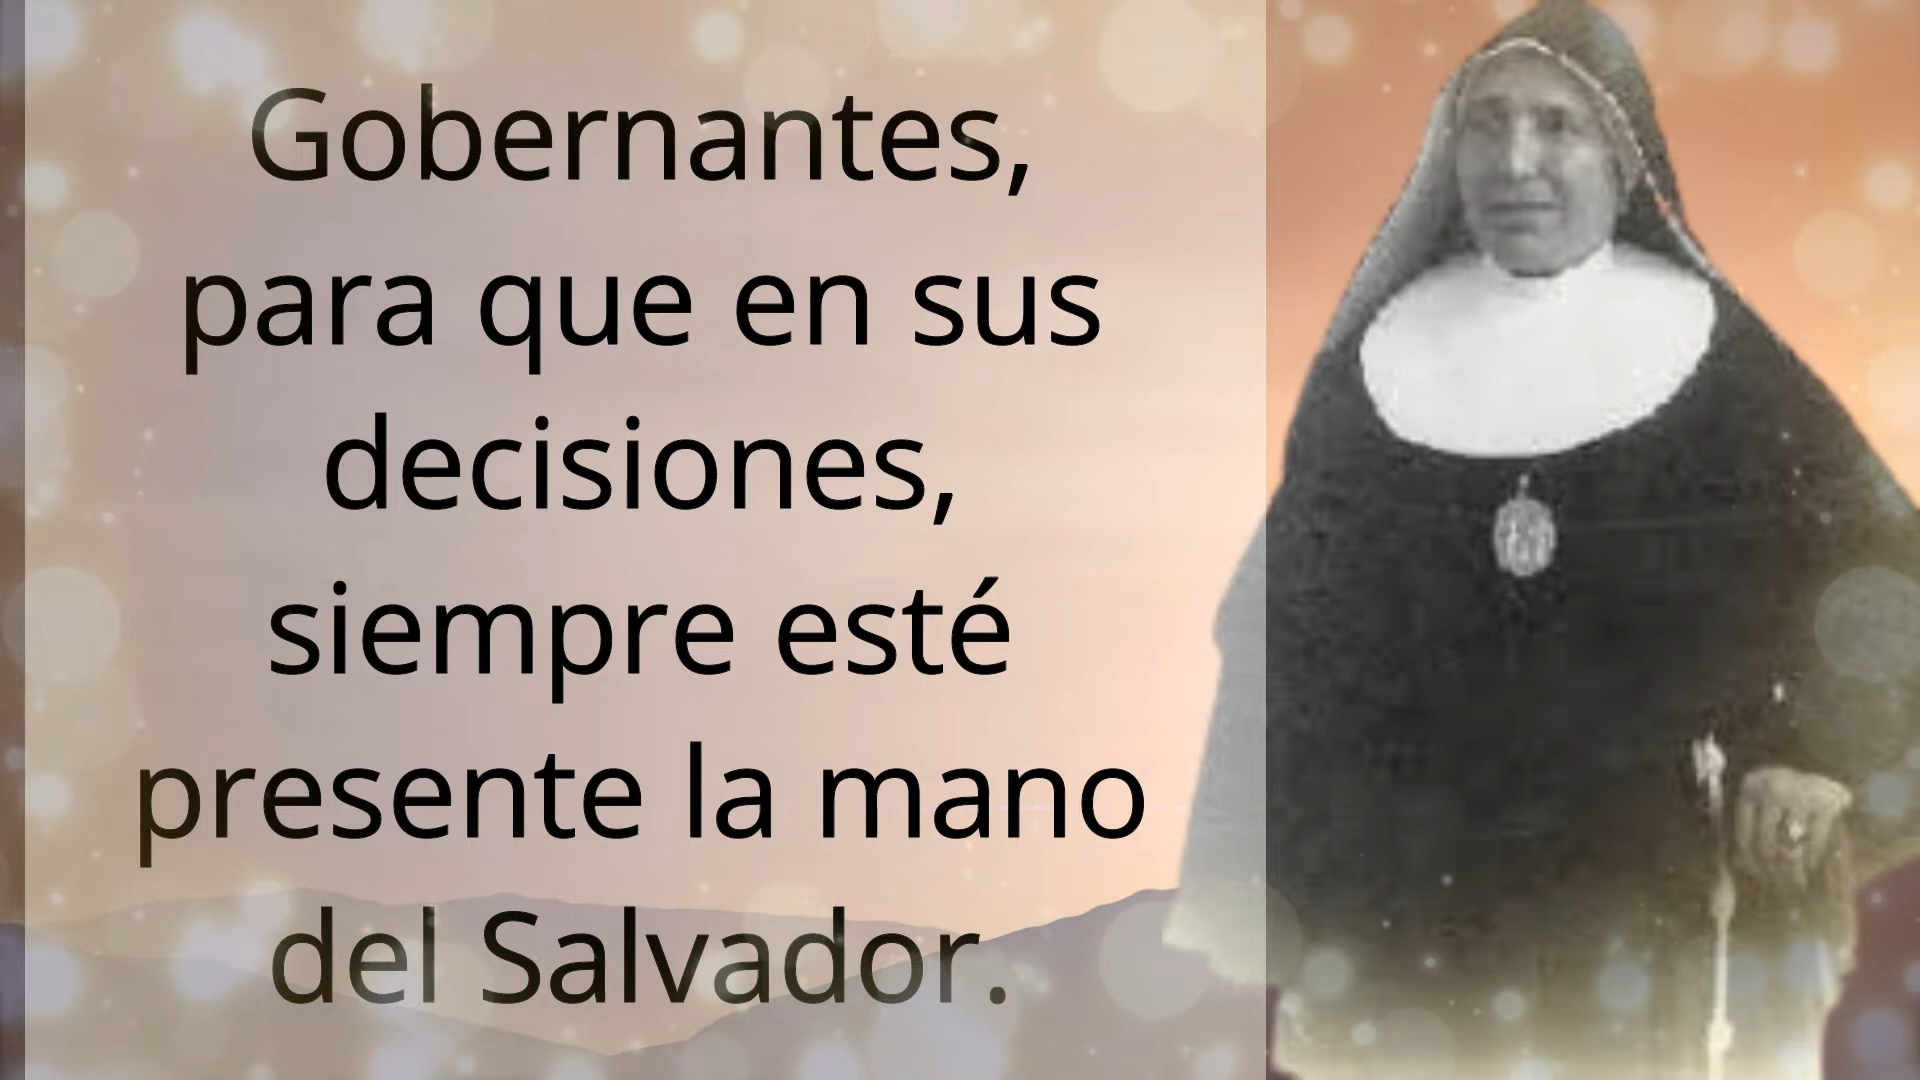 Gobernantes,
para que en sus
decisiones,
siempre esté
presente la mano
del Salvador.